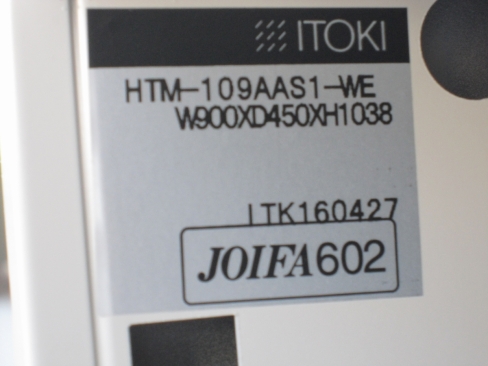 ITOKI
HTM-109AAS1-WE
W900XD450XH1038
ITK160427
JOIFA602